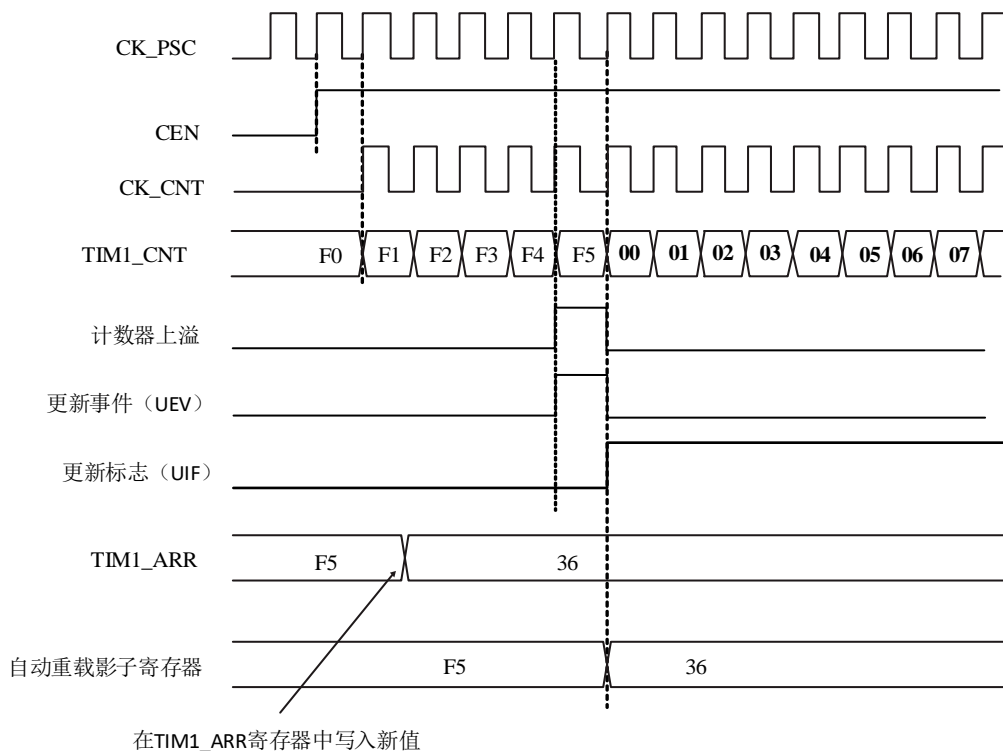 CK_PSC
CEN
CK_CNT
TIM1_CNT F0 F1 F2 F3 F4 F5 00 01 02 03 04 05 06 07
计数器上溢
更新事件（UEV）
更新标志（UIF）
TIM1_ARR F5 36
自动重载影子寄存器 F5 36
在TIM1_ARR寄存器中写入新值